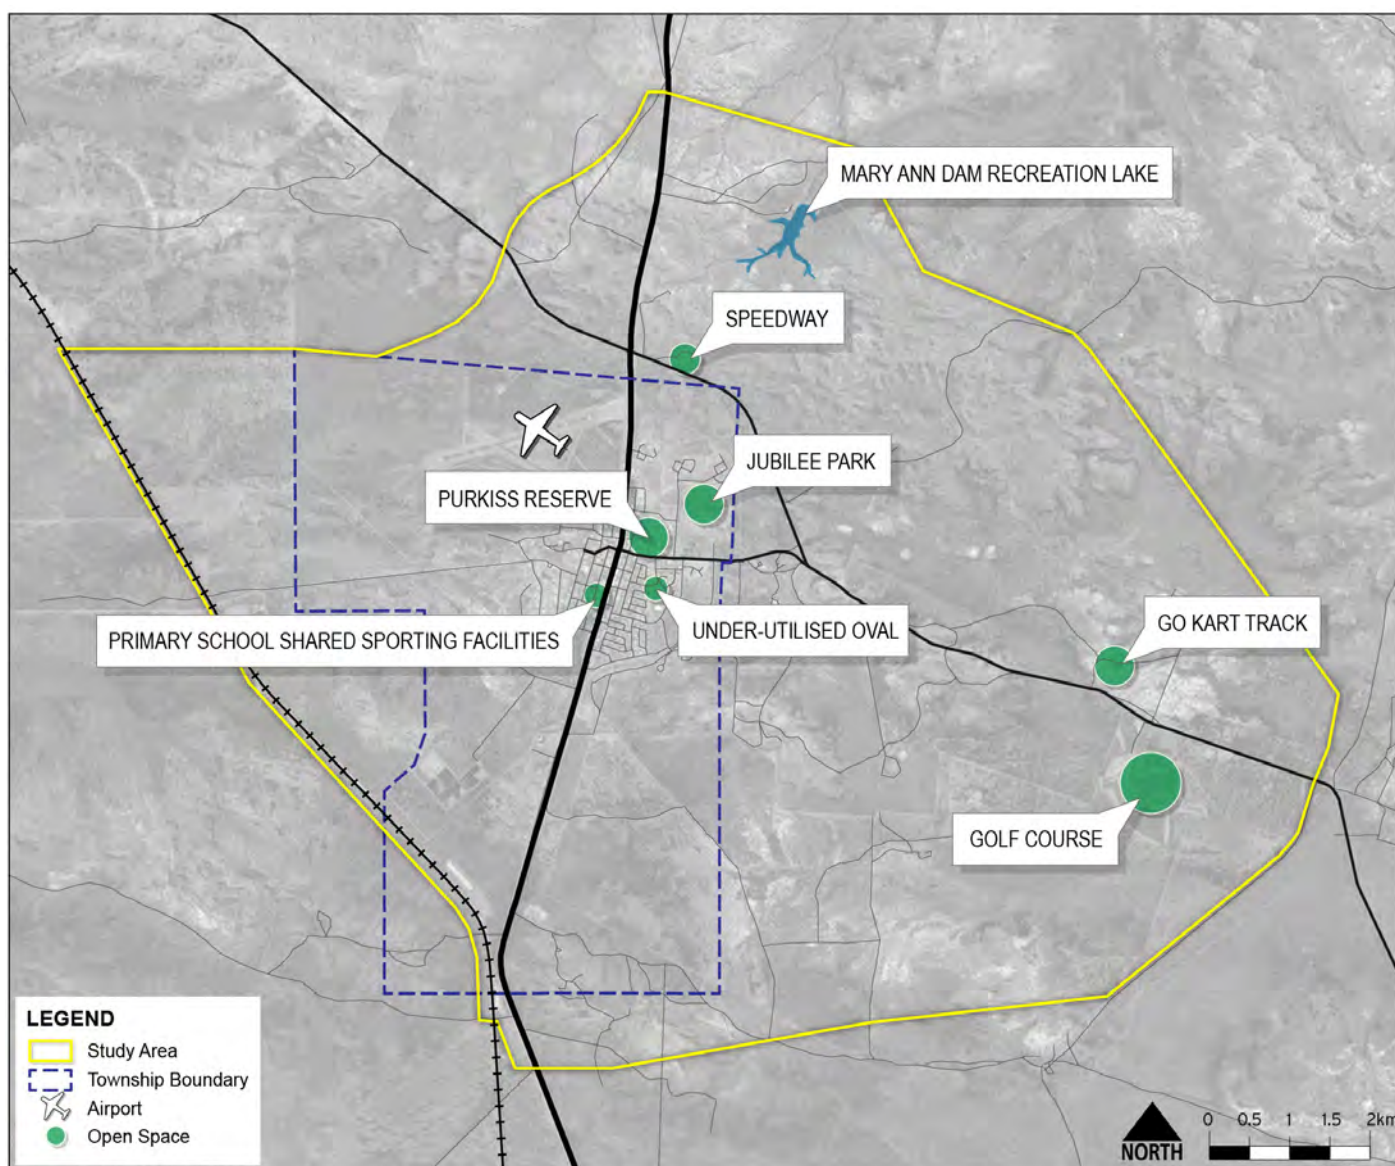 MARY ANN DAM RECREATION LAKE
SPEEDWAY
JUBILEE PARK
PURKISS RESERVE
PRIMARY SCHOOL SHARED SPORTING FACILITIES
UNDER-UTILISED OVAL
GO KART TRACK
GOLF COURSE
LEGEND
Study Area
Township Boundary
Airport
Open Space
NORTH
0 0.5 1 1.5 2km